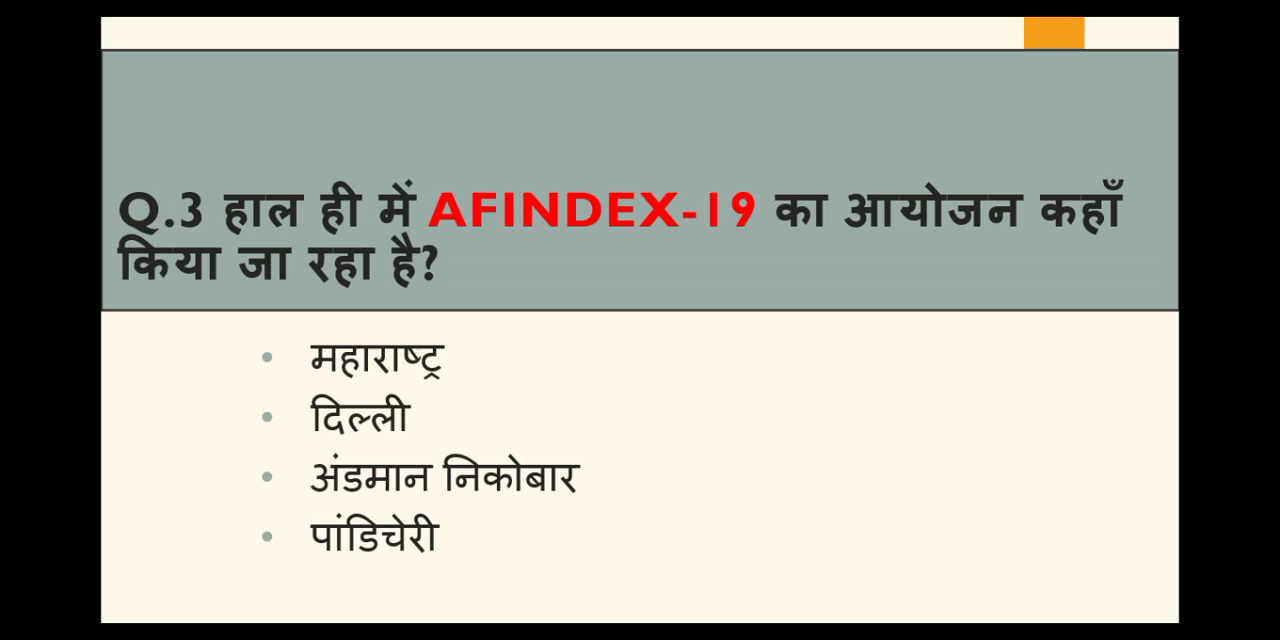 Q.3 हाल ही में AFINDEX-19 का आयोजन कहाँ
किया जा रहा है?
• महाराष्ट्र
• दिल्ली
• अंडमान निकोबार
• पांडिचेरी